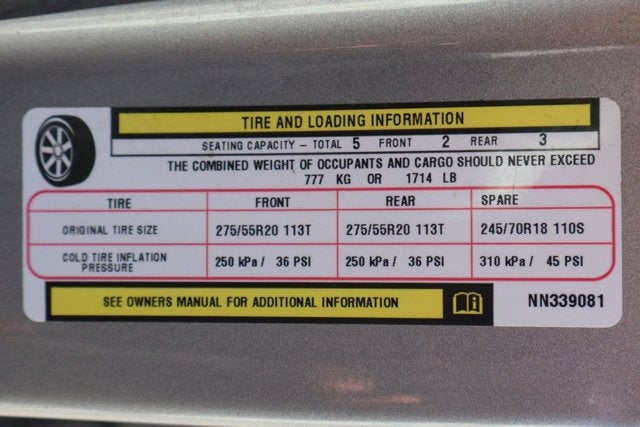 TIRE AND LOADING INFORMATION
SEATING CAPACITY – TOTAL 5 FRONT 2 REAR 3
THE COMBINED WEIGHT OF OCCUPANTS AND CARGO SHOULD NEVER EXCEED
777 KG OR 1714 LB
TIRE FRONT REAR SPARE
ORIGINAL TIRE SIZE 275/55R20 113T 275/55R20 113T 245/70R18 110S
COLD TIRE INFLATION
PRESSURE 250 kPa / 36 PSI 250 kPa / 36 PSI 310 kPa / 45 PSI
SEE OWNERS MANUAL FOR ADDITIONAL INFORMATION NN339081